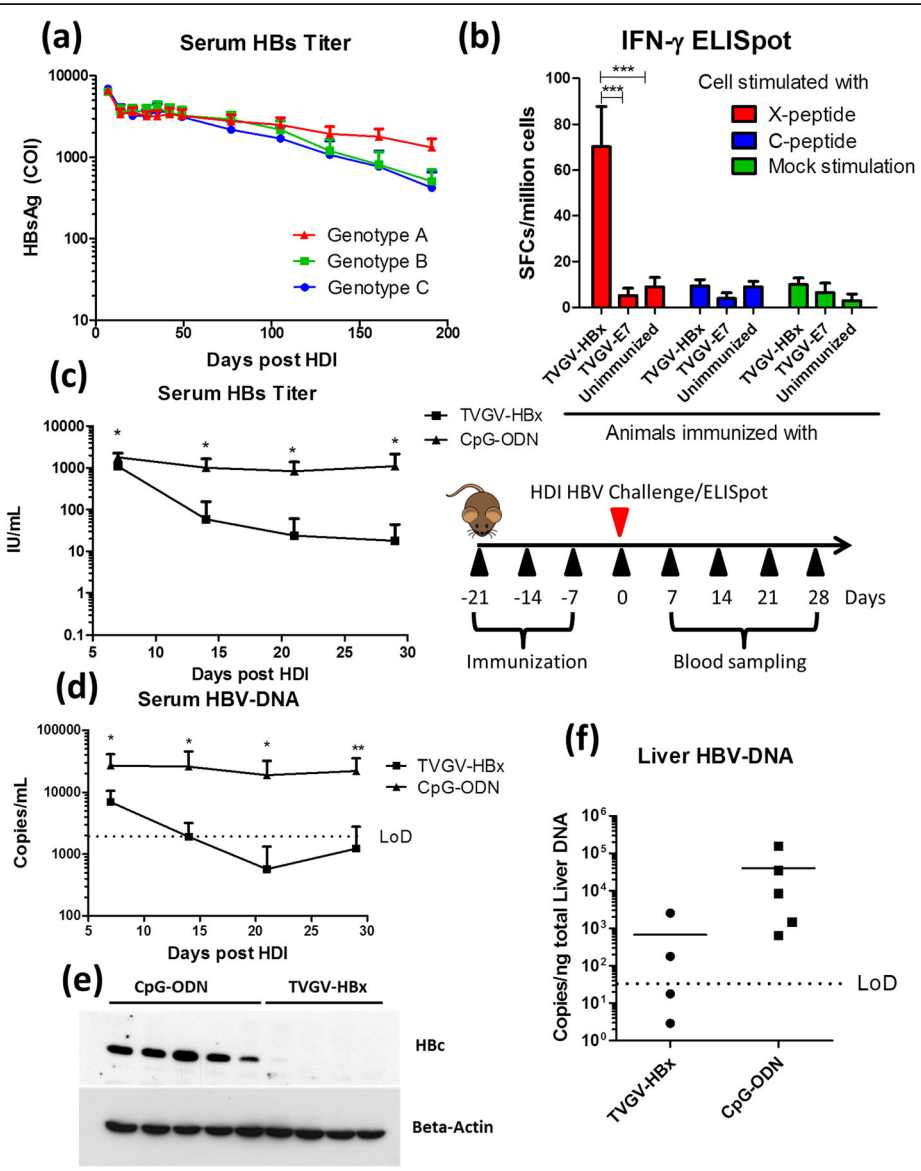 (a)
Serum HBs Titer
HBsAg (COI)
10000
1000
100
10
0
50
100
150
200
Days post HDI
Genotype A
Genotype B
Genotype C
(b)
IFN-γ ELISpot
SFCs/million cells
100
80
60
40
20
0
***
***
Cell stimulated with
X-peptide
C-peptide
Mock stimulation
TVGV-HBx
TVGV-E7
Unimmunized
TVGV-HBx
TVGV-E7
Unimmunized
TVGV-HBx
TVGV-E7
Unimmunized
Animals immunized with
(c)
Serum HBs Titer
IU/mL
10000
1000
100
10
1
0.1
* * * *
5 10 15 20 25 30
Days post HDI
TVGV-HBx
CpG-ODN
HDI HBV Challenge/ELISpot
-21 -14 -7 0 7 14 21 28 Days
Immunization
Blood sampling
(d)
Serum HBV-DNA
Copies/mL
100000
10000
1000
100
* * * **
LoD
5 10 15 20 25 30
Days post HDI
TVGV-HBx
CpG-ODN
(e)
CpG-ODN TVGV-HBx
HBc
Beta-Actin
(f)
Liver HBV-DNA
Copies/ng total Liver DNA
10⁶
10⁵
10⁴
10³
10²
10¹
10⁰
LoD
TVGV-HBx
CpG-ODN